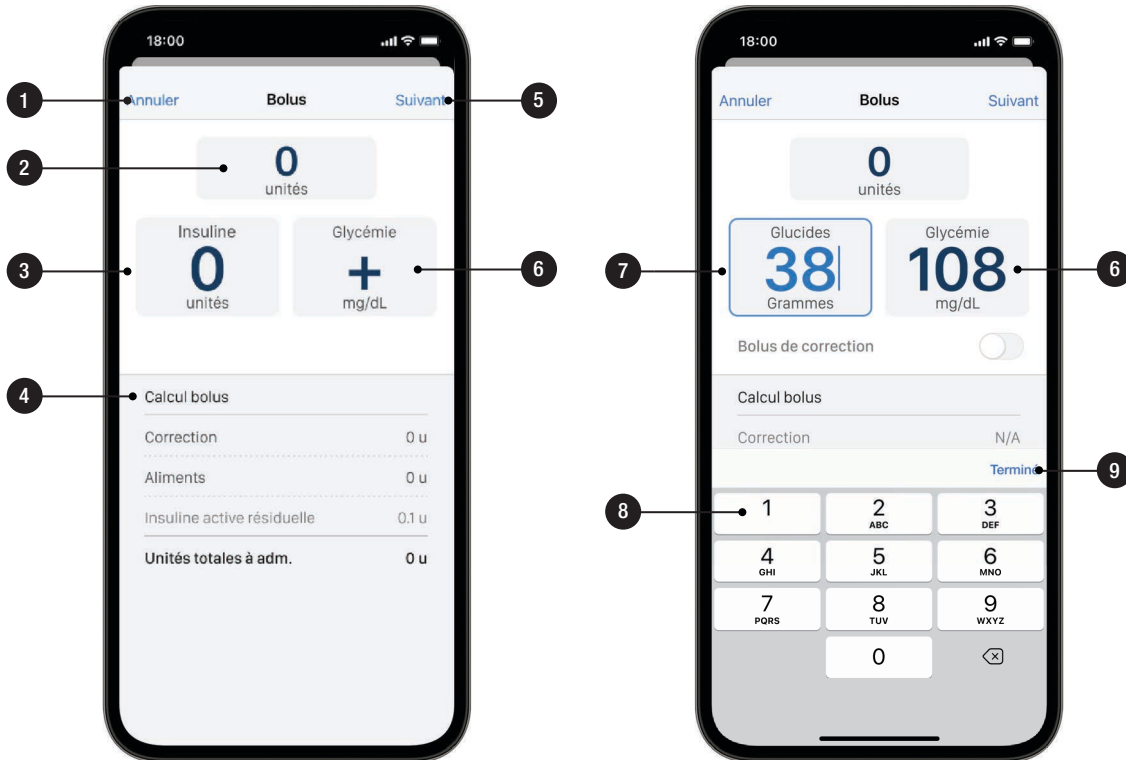 18:00
Annuler Bolus Suivant
0
unités
Insuline Glycémie
0 +
unités mg/dL
Calcul bolus
Correction 0 u
Aliments 0 u
Insuline active résiduelle 0.1 u
Unités totales à adm. 0 u
1
2
3
4
5
6
18:00
Annuler Bolus Suivant
0
unités
Glucides Glycémie
38 108
Grammes mg/dL
Bolus de correction
Calcul bolus
Correction N/A
Terminé
1 2 ABC 3 DEF
4 GHI 5 JKL 6 MNO
7 PQRS 8 TUV 9 WXYZ
0
7
6
8
9